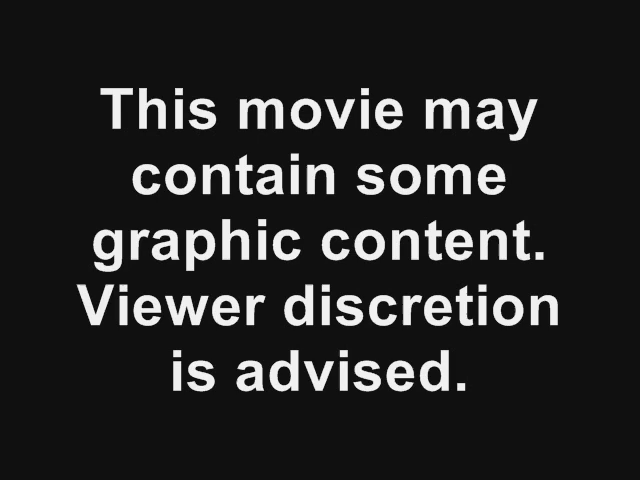 This movie may
contain some
graphic content.
Viewer discretion
is advised.